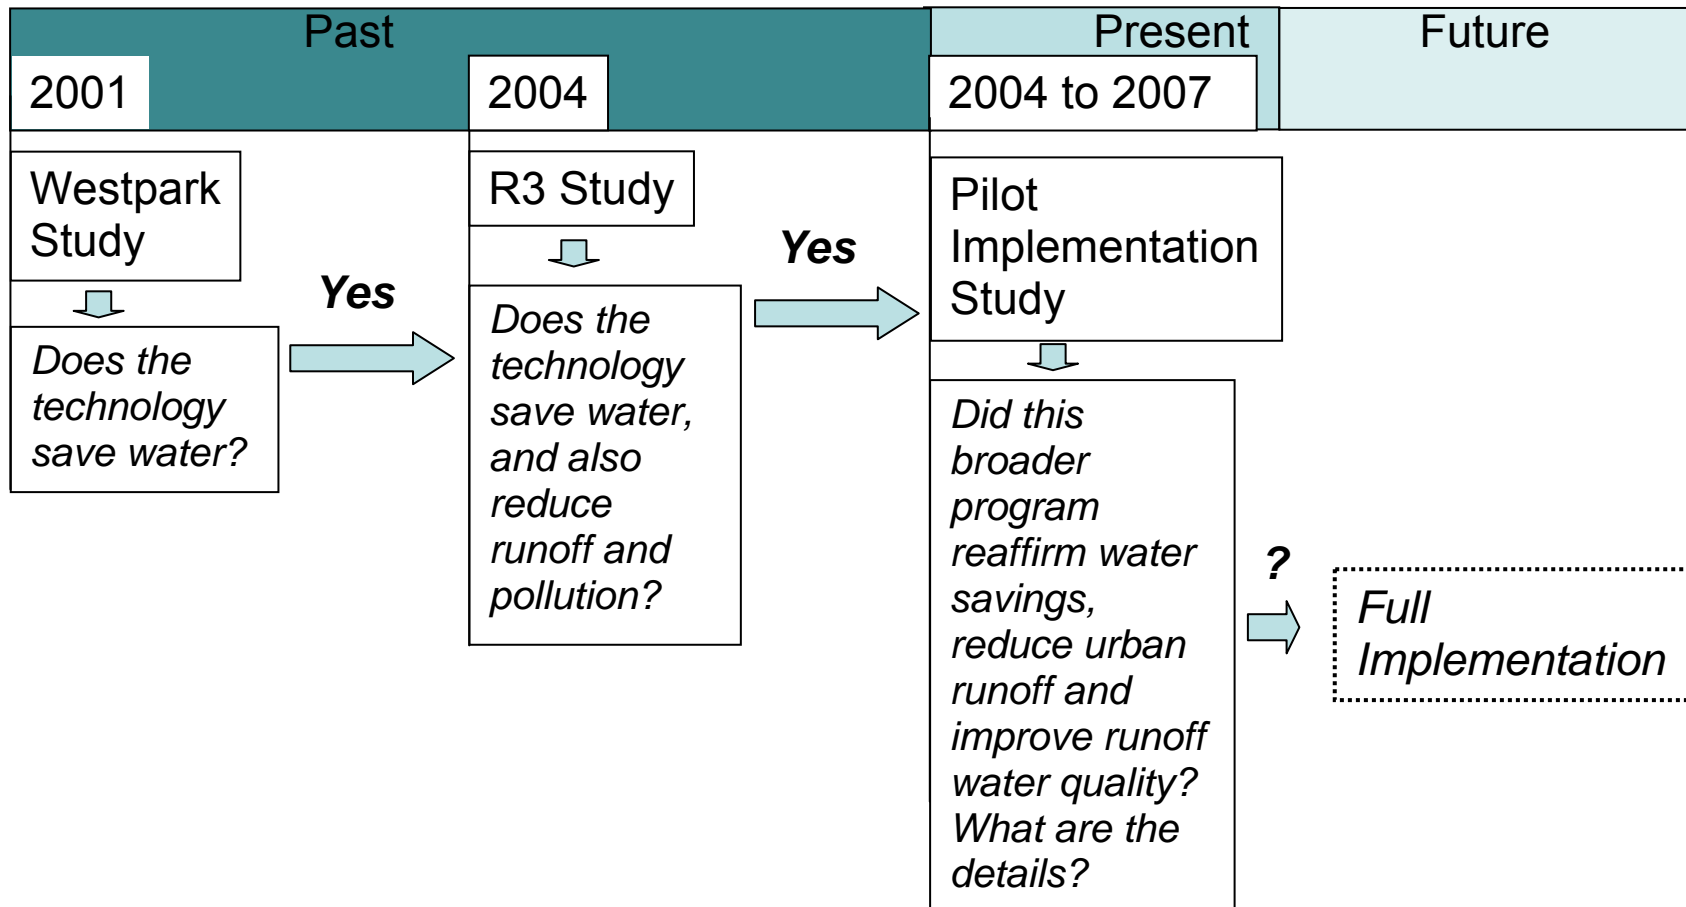 Past
Present
Future
2001
2004
2004 to 2007
Westpark
Study
Does the
technology
save water?
Yes
R3 Study
Does the
technology
save water,
and also
reduce
runoff and
pollution?
Yes
Pilot
Implementation
Study
Did this
broader
program
reaffirm water
savings,
reduce urban
runoff and
improve runoff
water quality?
What are the
details?
?
Full
Implementation